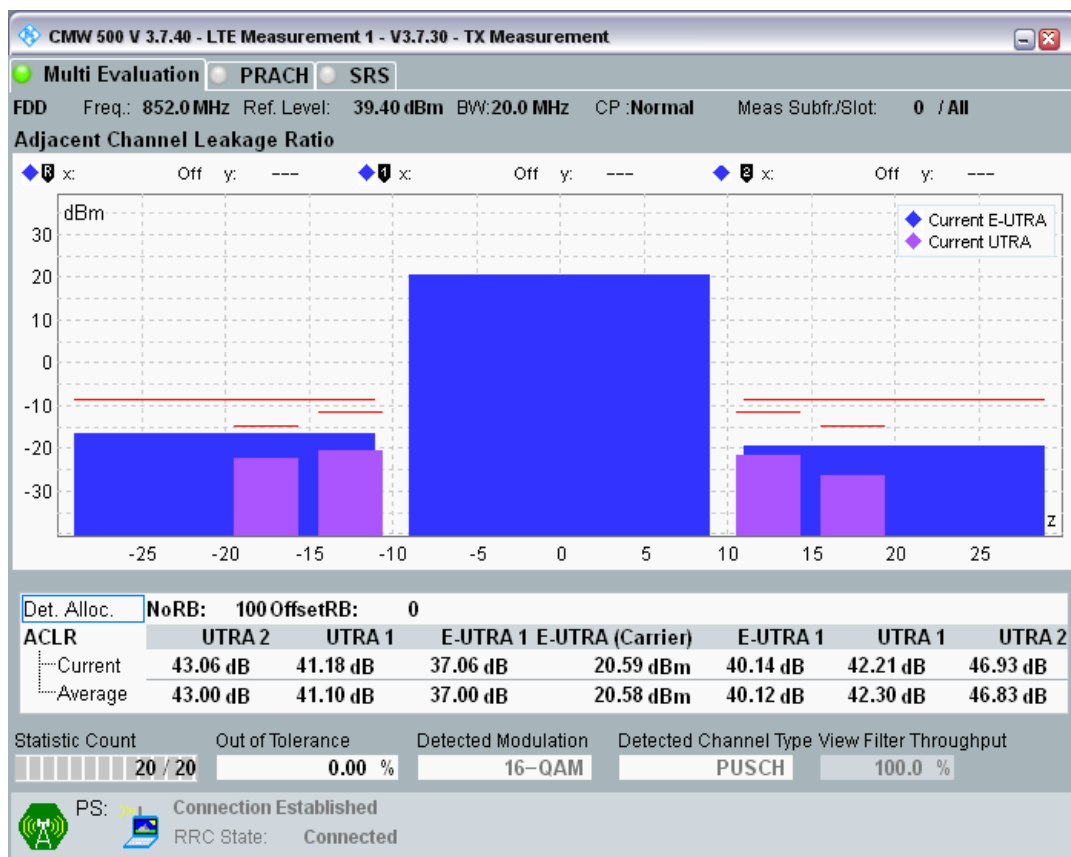 CMW 500 V 3.7.40 - LTE Measurement 1 - V3.7.30 - TX Measurement
Multi Evaluation PRACH SRS
FDD Freq.: 852.0 MHz Ref. Level: 39.40 dBm BW:20.0 MHz CP :Normal Meas Subfr./Slot: 0 / All
Adjacent Channel Leakage Ratio
R x: Off y: --- 1 x: Off y: --- 2 x: Off y: ---
dBm
Current E-UTRA
Current UTRA
30
20
10
0
-10
-20
-30
z
-25 -20 -15 -10 -5 0 5 10 15 20 25
Det. Alloc. NoRB: 100 OffsetRB: 0
ACLR UTRA 2 UTRA 1 E-UTRA 1 E-UTRA (Carrier) E-UTRA 1 UTRA 1 UTRA 2
Current 43.06 dB 41.18 dB 37.06 dB 20.59 dBm 40.14 dB 42.21 dB 46.93 dB
Average 43.00 dB 41.10 dB 37.00 dB 20.58 dBm 40.12 dB 42.30 dB 46.83 dB
Statistic Count Out of Tolerance Detected Modulation Detected Channel Type View Filter Throughput
20 / 20 0.00 % 16-QAM PUSCH 100.0 %
PS: Connection Established
RRC State: Connected